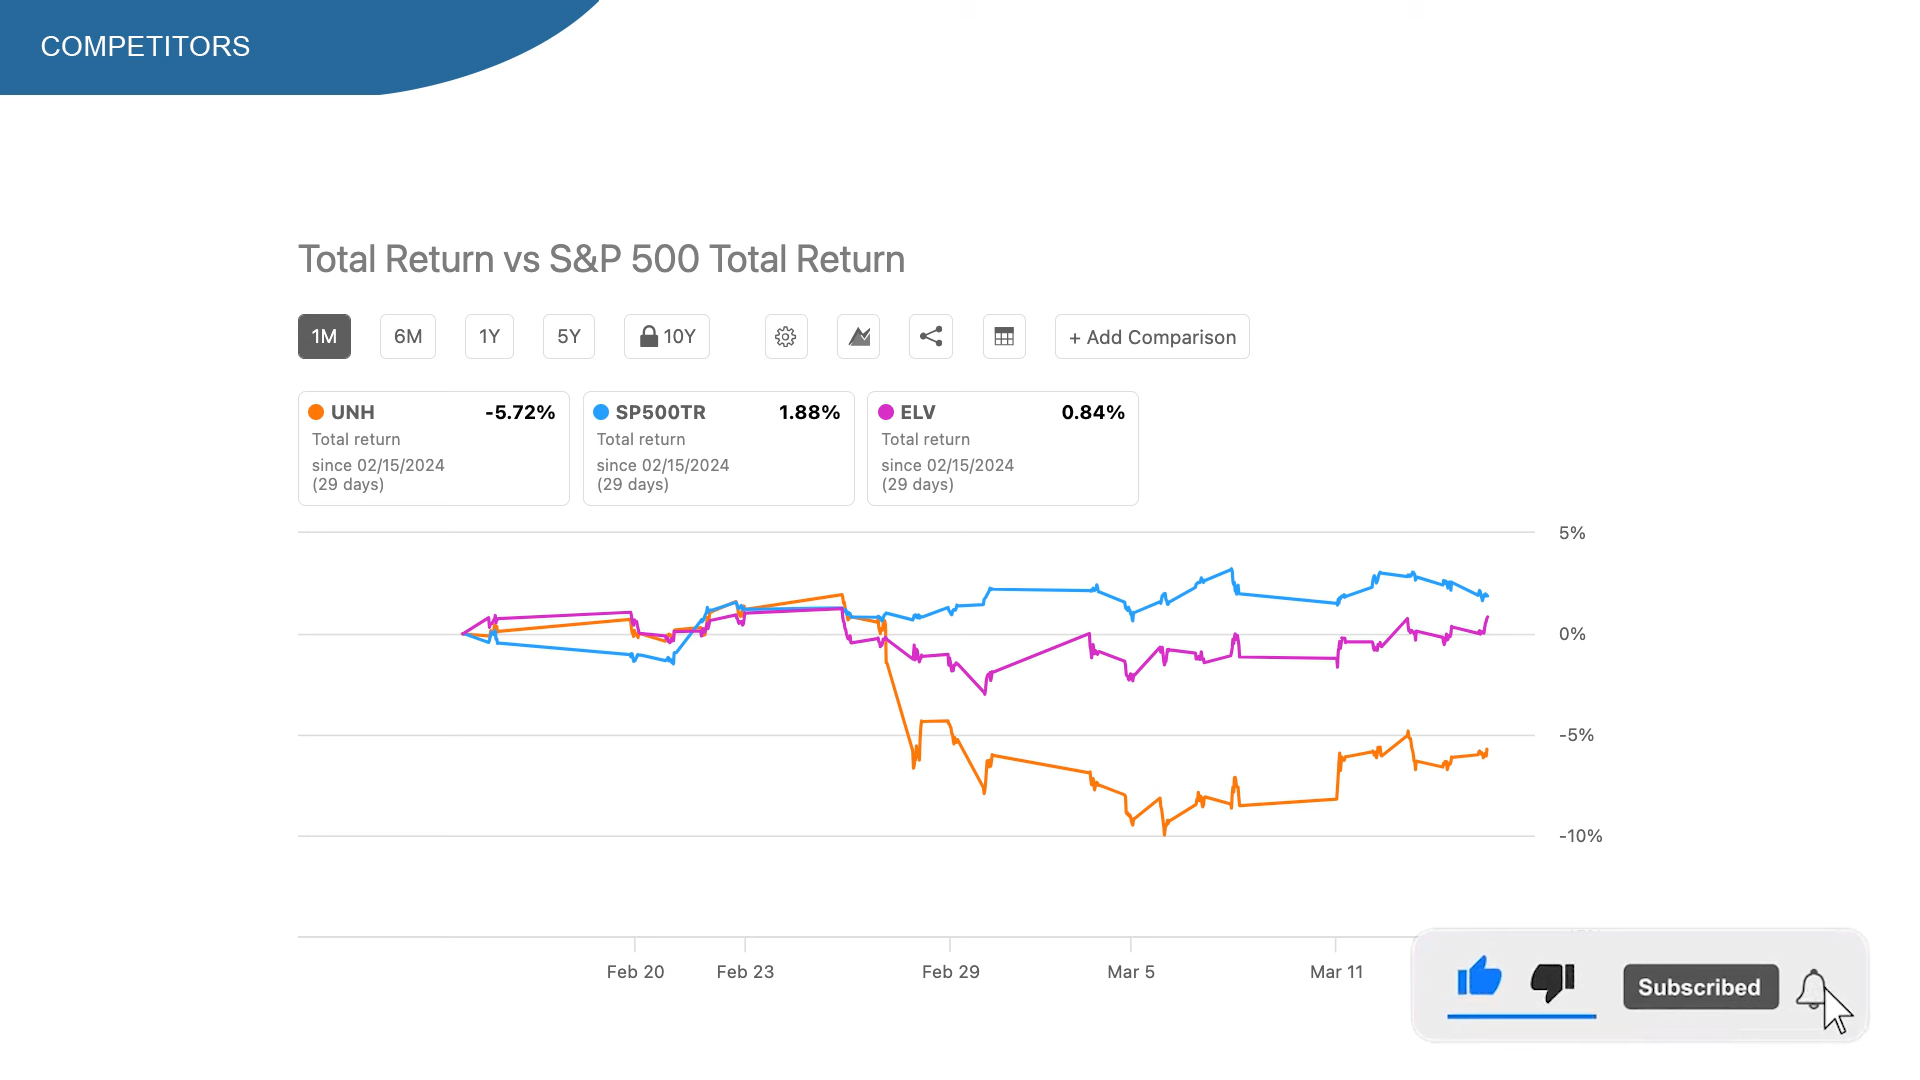 COMPETITORS
Total Return vs S&P 500 Total Return
1M 6M 1Y 5Y 10Y + Add Comparison
UNH -5.72% SP500TR 1.88% ELV 0.84%
Total return Total return Total return
since 02/15/2024 since 02/15/2024 since 02/15/2024
(29 days) (29 days) (29 days)
5%
0%
-5%
-10%
Feb 20 Feb 23 Feb 29 Mar 5 Mar 11
Subscribed